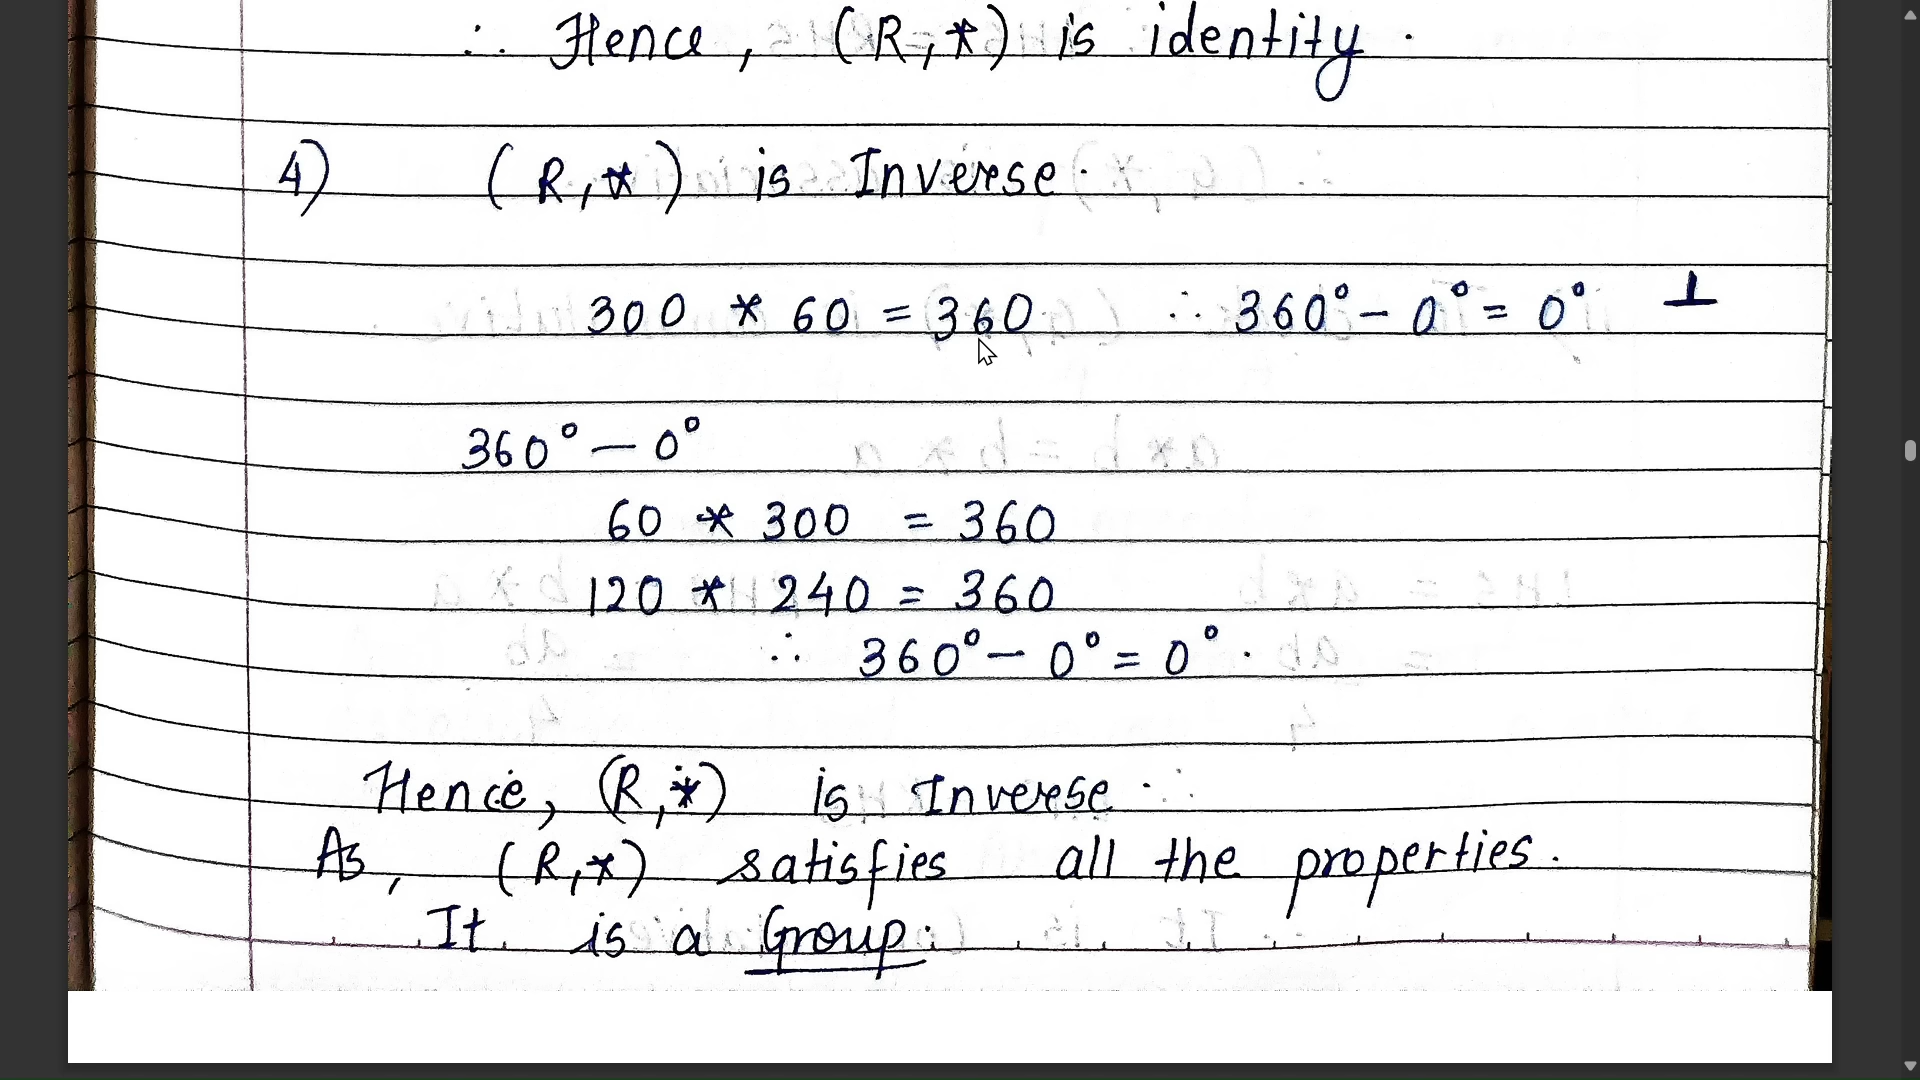 ∴ Hence, (R,*) is identity.
4) (R,*) is Inverse.
300 * 60 = 360 ∴ 360° - 0° = 0° ⊥
360° - 0°
60 * 300 = 360
120 * 240 = 360
∴ 360° - 0° = 0°.
Hence, (R,*) is Inverse.
As, (R,*) satisfies all the properties.
It is a Group.